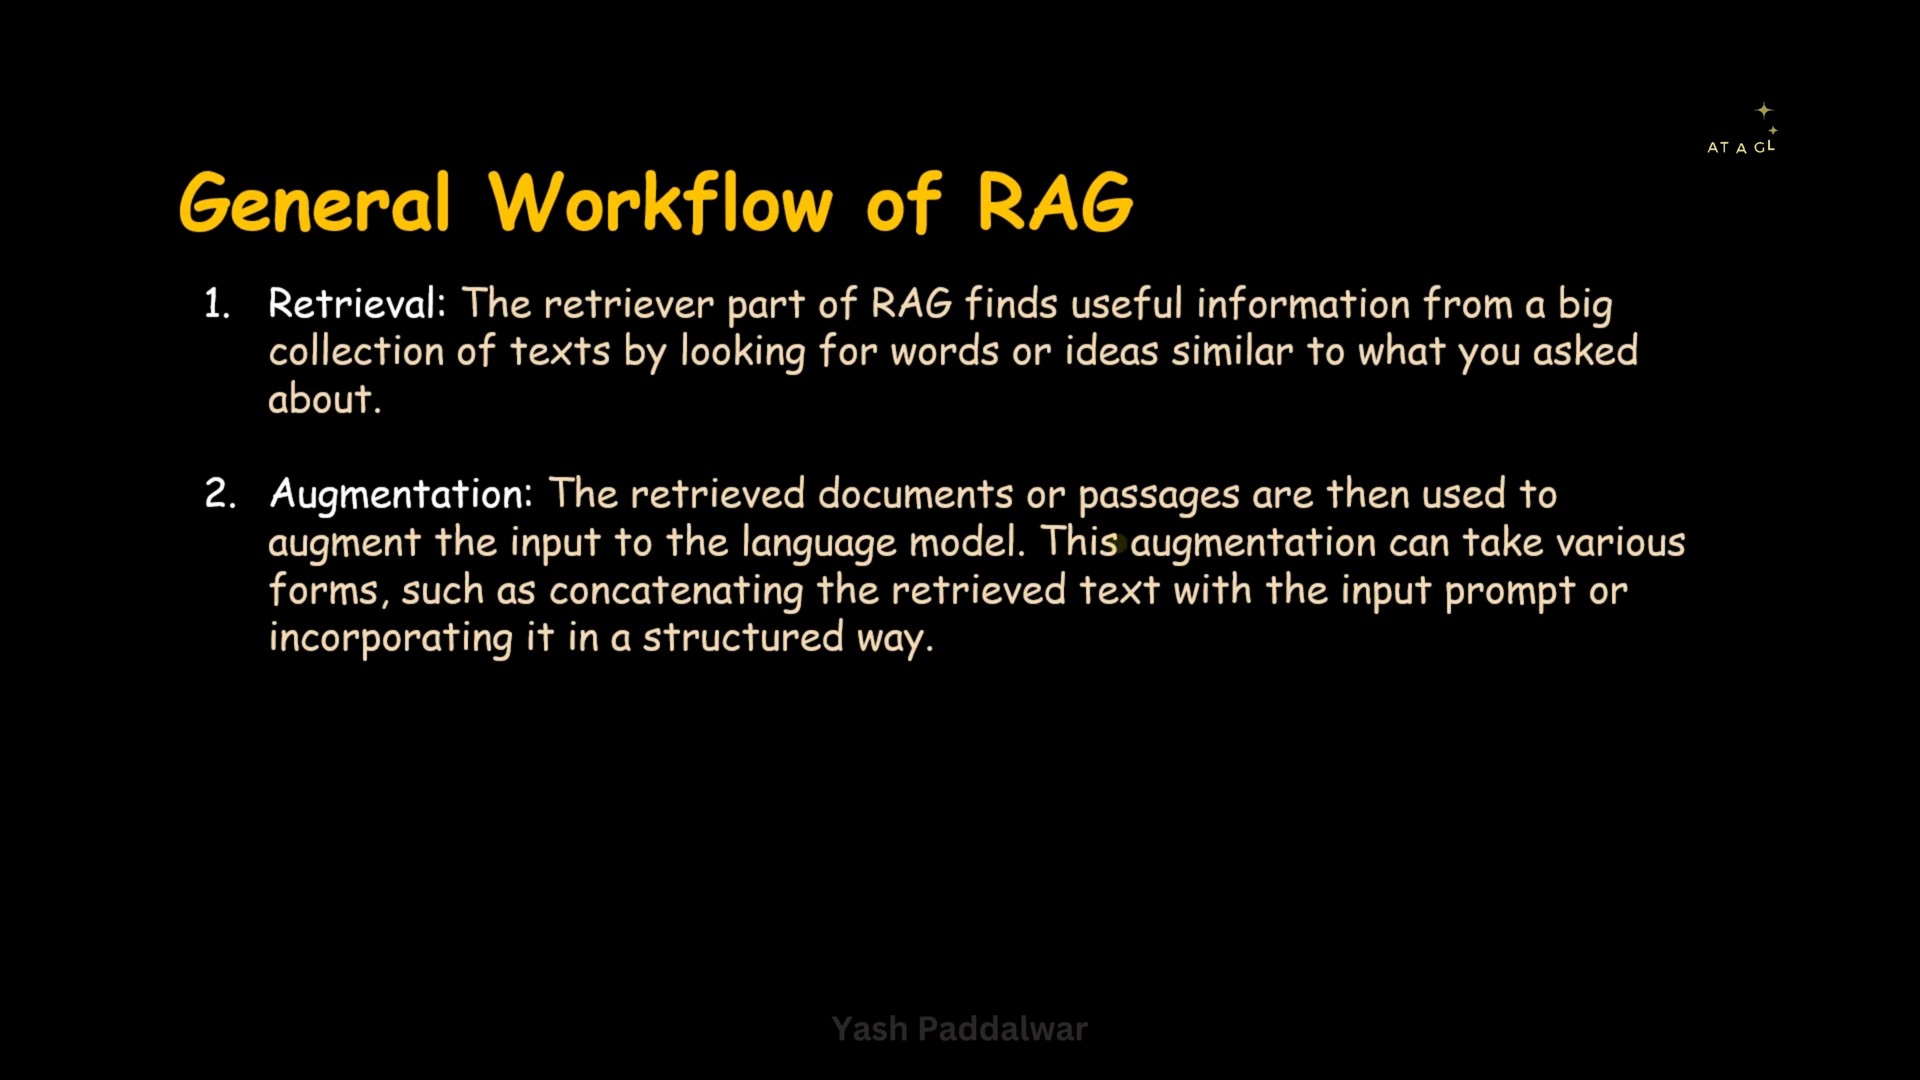 AT A GL
General Workflow of RAG
1. Retrieval: The retriever part of RAG finds useful information from a big
collection of texts by looking for words or ideas similar to what you asked
about.
2. Augmentation: The retrieved documents or passages are then used to
augment the input to the language model. This augmentation can take various
forms, such as concatenating the retrieved text with the input prompt or
incorporating it in a structured way.
Yash Paddalwar